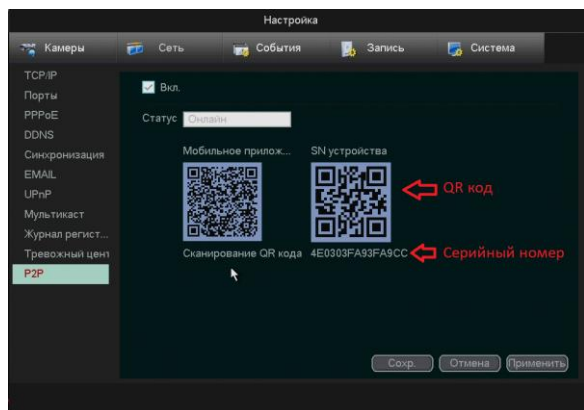 Настройка
Камеры Сеть События Запись Система
TCP/IP
Порты
PPPoE
DDNS
Синхронизация
EMAIL
UPnP
Мультикаст
Журнал регист...
Тревожный цент
P2P
Вкл.
Статус Онлайн
Мобильное прилож... SN устройства
QR код
Сканирование QR кода 4E0303FA93FA9CC Серийный номер
Сохр. Отмена Применить